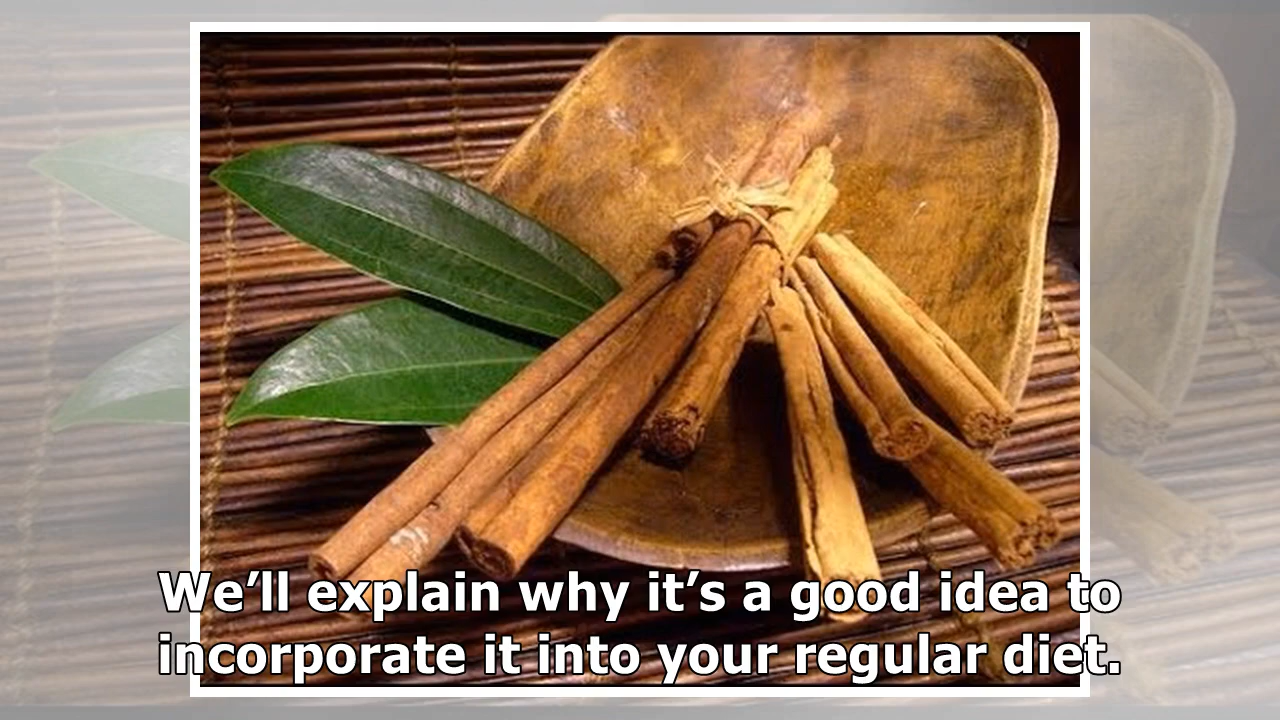 We’ll explain why it’s a good idea to
incorporate it into your regular diet.